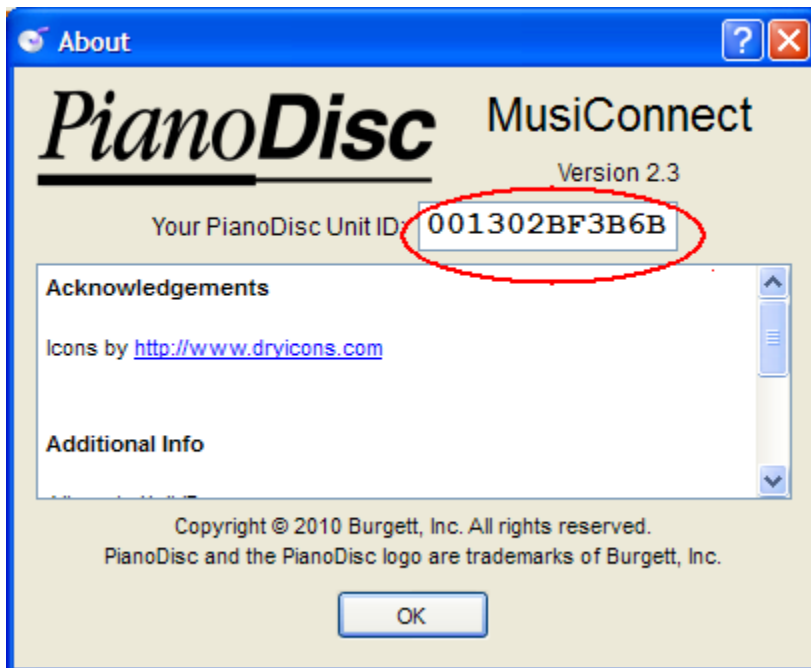 About
PianoDisc
MusiConnect
Version 2.3
Your PianoDisc Unit ID: 001302BF3B6B
Acknowledgements
Icons by http://www.dryicons.com
Additional Info
Copyright © 2010 Burgett, Inc. All rights reserved.
PianoDisc and the PianoDisc logo are trademarks of Burgett, Inc.
OK